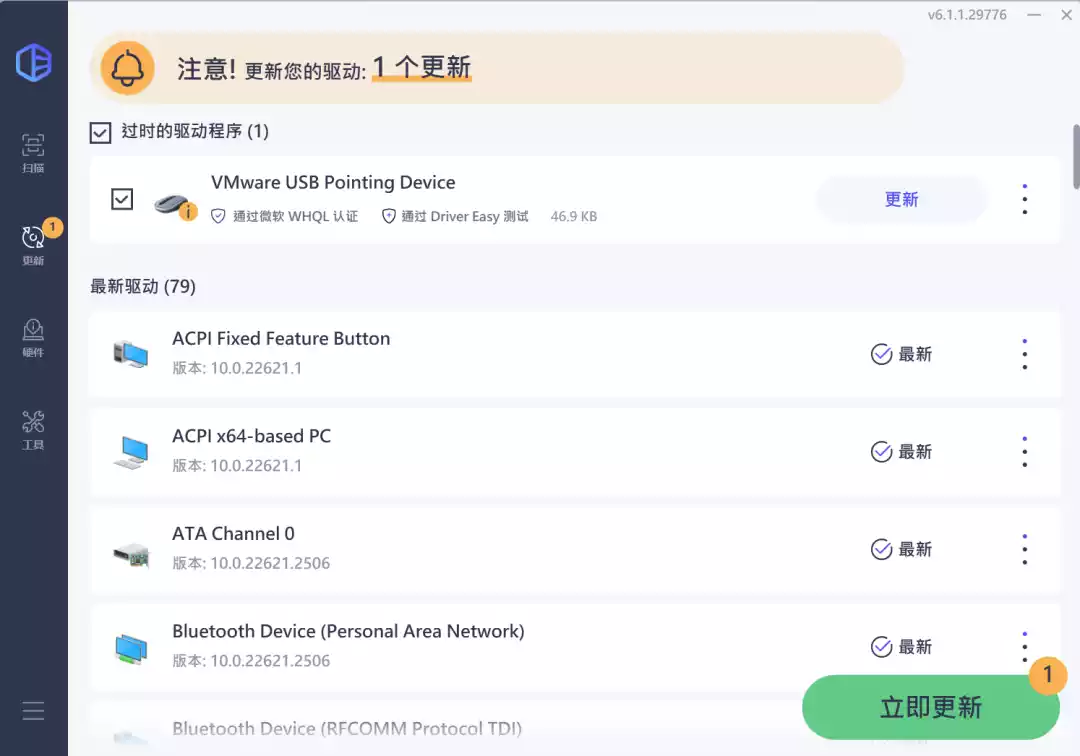 v6.1.1.29776
注意! 更新您的驱动: 1 个更新
过时的驱动程序 (1)
VMware USB Pointing Device
通过微软 WHQL 认证 通过 Driver Easy 测试 46.9 KB
更新
最新驱动 (79)
ACPI Fixed Feature Button
版本: 10.0.22621.1
最新
ACPI x64-based PC
版本: 10.0.22621.1
最新
ATA Channel 0
版本: 10.0.22621.2506
最新
Bluetooth Device (Personal Area Network)
版本: 10.0.22621.2506
最新
Bluetooth Device (RFCOMM Protocol TDI)
立即更新
1
扫描
1
更新
硬件
工具